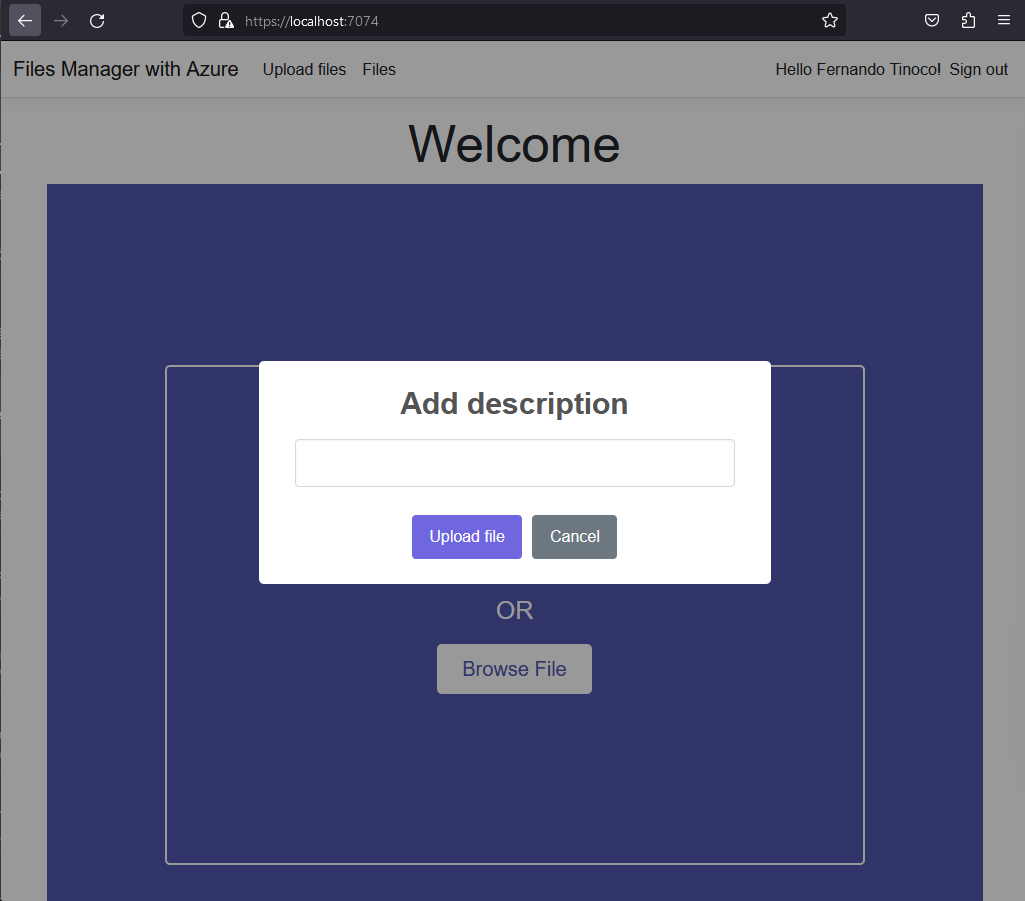 https://localhost:7074
Files Manager with Azure Upload files Files Hello Fernando Tinoco! Sign out
Welcome
Add description
Upload file Cancel
OR
Browse File